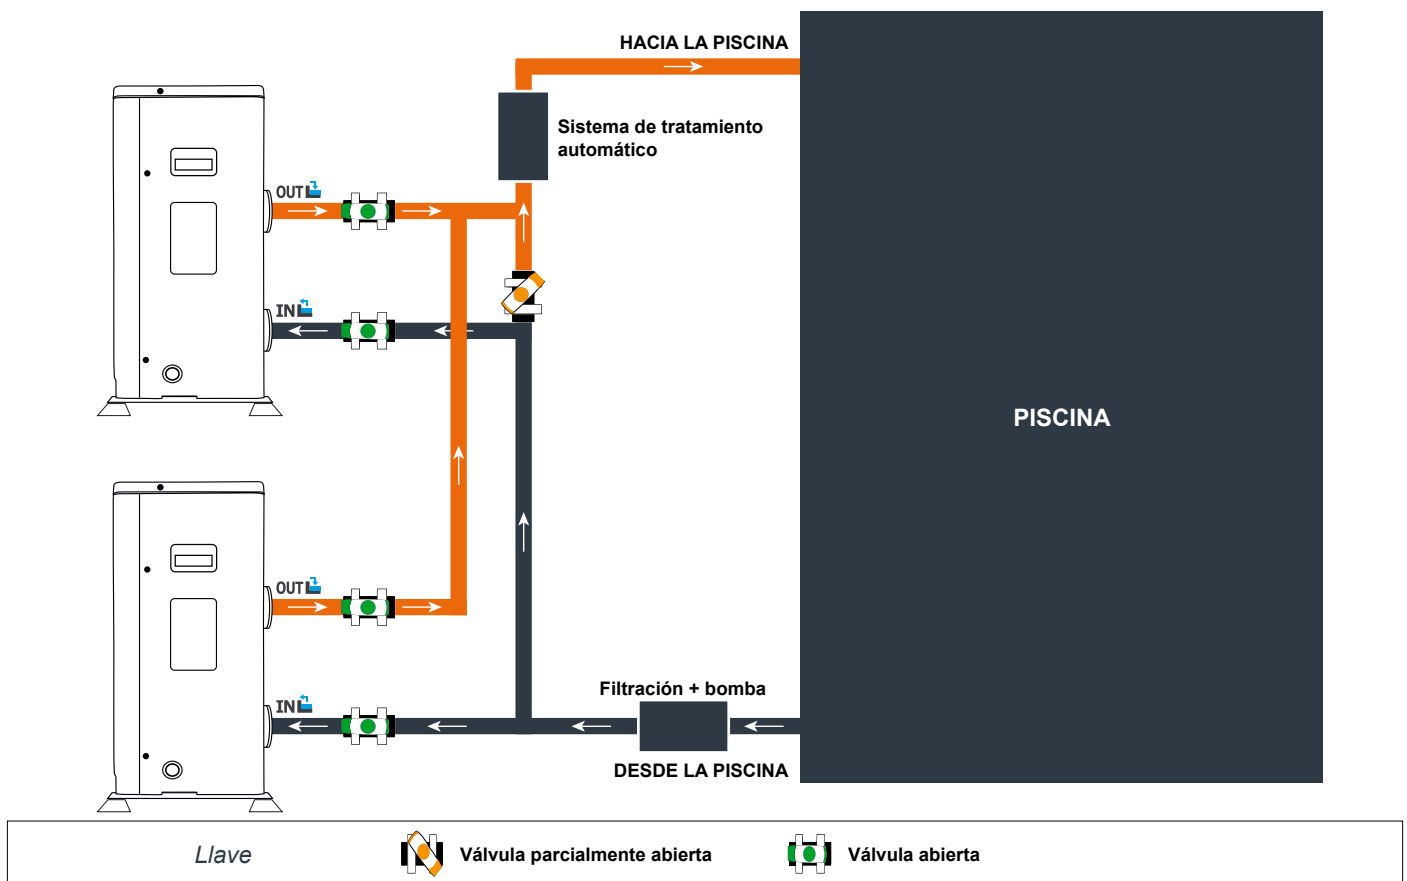 HACIA LA PISCINA
Sistema de tratamiento
automático
OUT
IN
PISCINA
OUT
IN
Filtración + bomba
DESDE LA PISCINA
Llave
Válvula parcialmente abierta
Válvula abierta